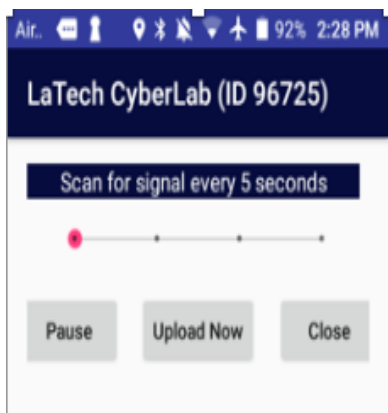 Air.. 92% 2:28 PM
LaTech CyberLab (ID 96725)
Scan for signal every 5 seconds
Pause Upload Now Close